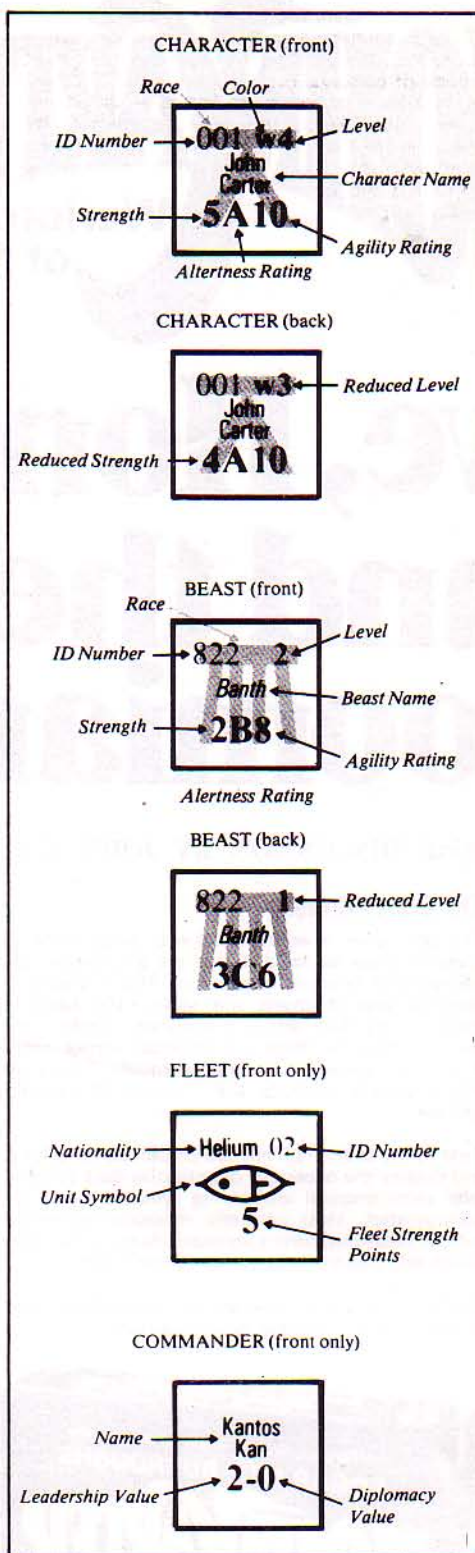 CHARACTER (front)
Race Color
ID Number 001 w4 Level
John
Carter Character Name
Strength 5 A 10 Agility Rating
Altertness Rating
CHARACTER (back)
001 w3 Reduced Level
John
Carter
Reduced Strength 4 A 10
BEAST (front)
Race
ID Number 822 2 Level
Banth Beast Name
Strength 2B8 Agility Rating
Alertness Rating
BEAST (back)
822 1 Reduced Level
Banth
3C6
FLEET (front only)
Nationality Helium 02 ID Number
Unit Symbol
5 Fleet Strength
Points
COMMANDER (front only)
Name Kantos
Kan
2-0
Leadership Value Diplomacy
Value